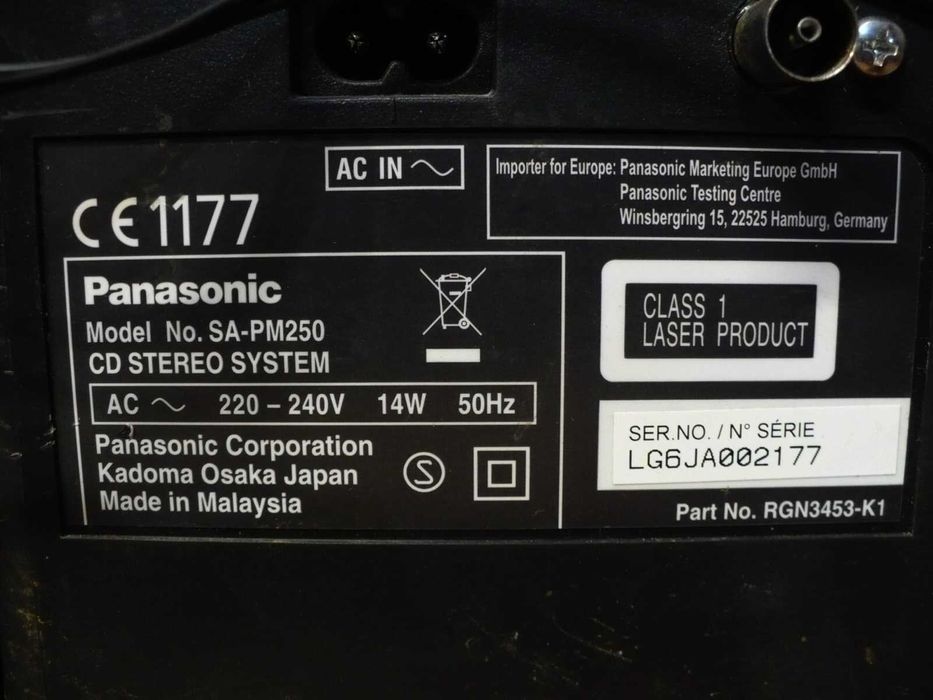 AC IN
Importer for Europe: Panasonic Marketing Europe GmbH
Panasonic Testing Centre
Winsbergring 15, 22525 Hamburg, Germany
CE1177
Panasonic
Model No. SA-PM250
CD STEREO SYSTEM
AC ~ 220 – 240V 14W 50Hz
Panasonic Corporation
Kadoma Osaka Japan
Made in Malaysia
S
CLASS 1
LASER PRODUCT
SER.NO. / N° SÉRIE
LG6JA002177
Part No. RGN3453-K1